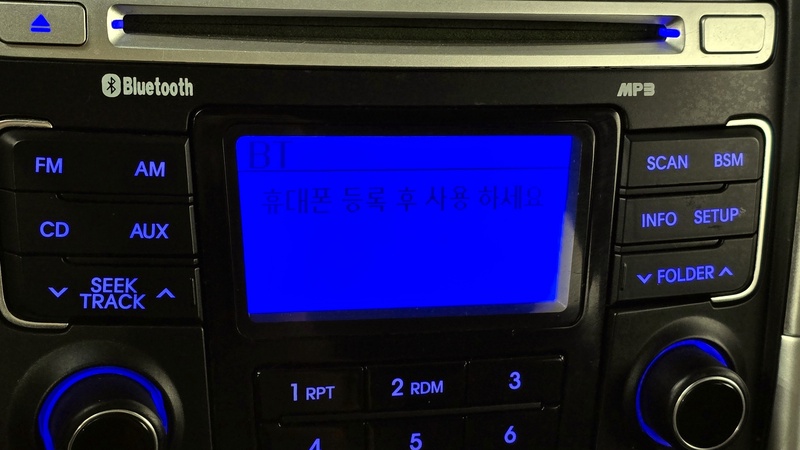 Bluetooth
MP3
FM
AM
BT
휴대폰 등록 후 사용 하세요
SCAN
BSM
CD
AUX
INFO
SETUP
SEEK
TRACK
FOLDER
1 RPT
2 RDM
3
4
5
6